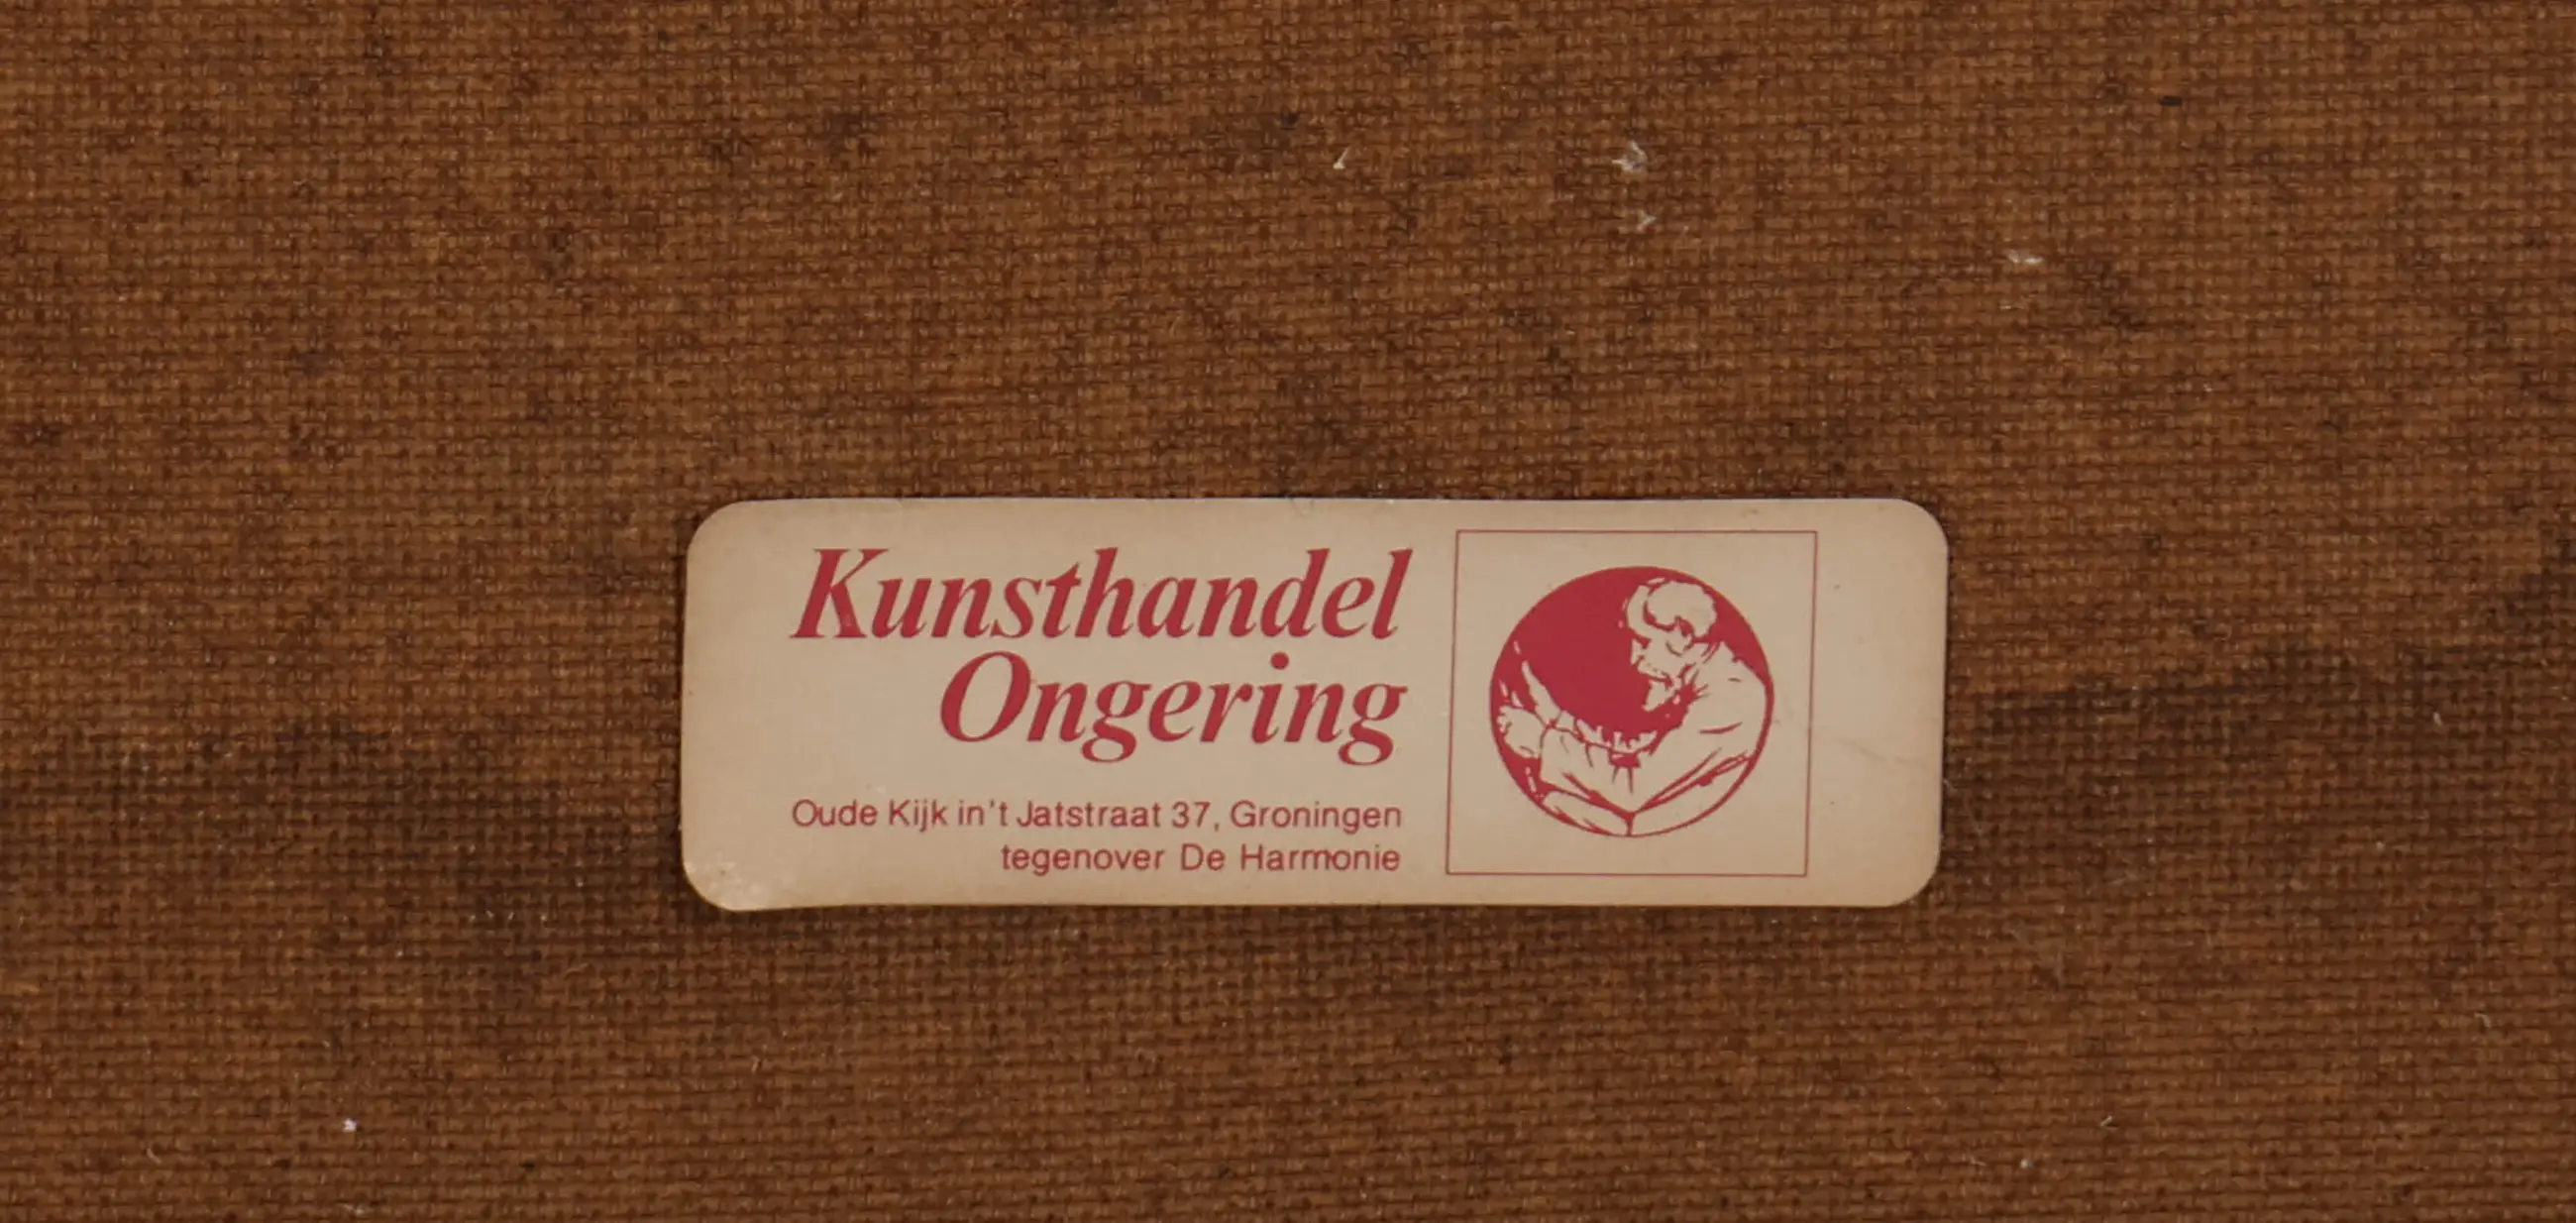 Kunsthandel
Ongering
Oude Kijk in't Jatstraat 37, Groningen
tegenover De Harmonie